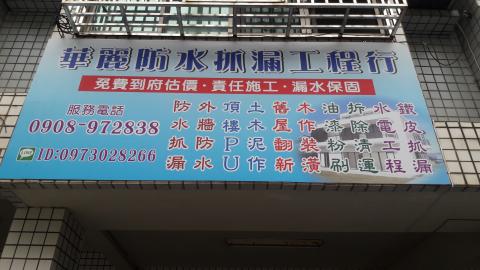 華麗防水抓漏工程行
免費到府估價·責任施工·漏水保固
服務電話
0908-972838
ID:0973028266
防水抓漏
外牆防水
頂樓PU
土木泥作
舊屋翻新
木作裝潢
油漆粉刷
拆除清運
水電工程
鐵皮抓漏